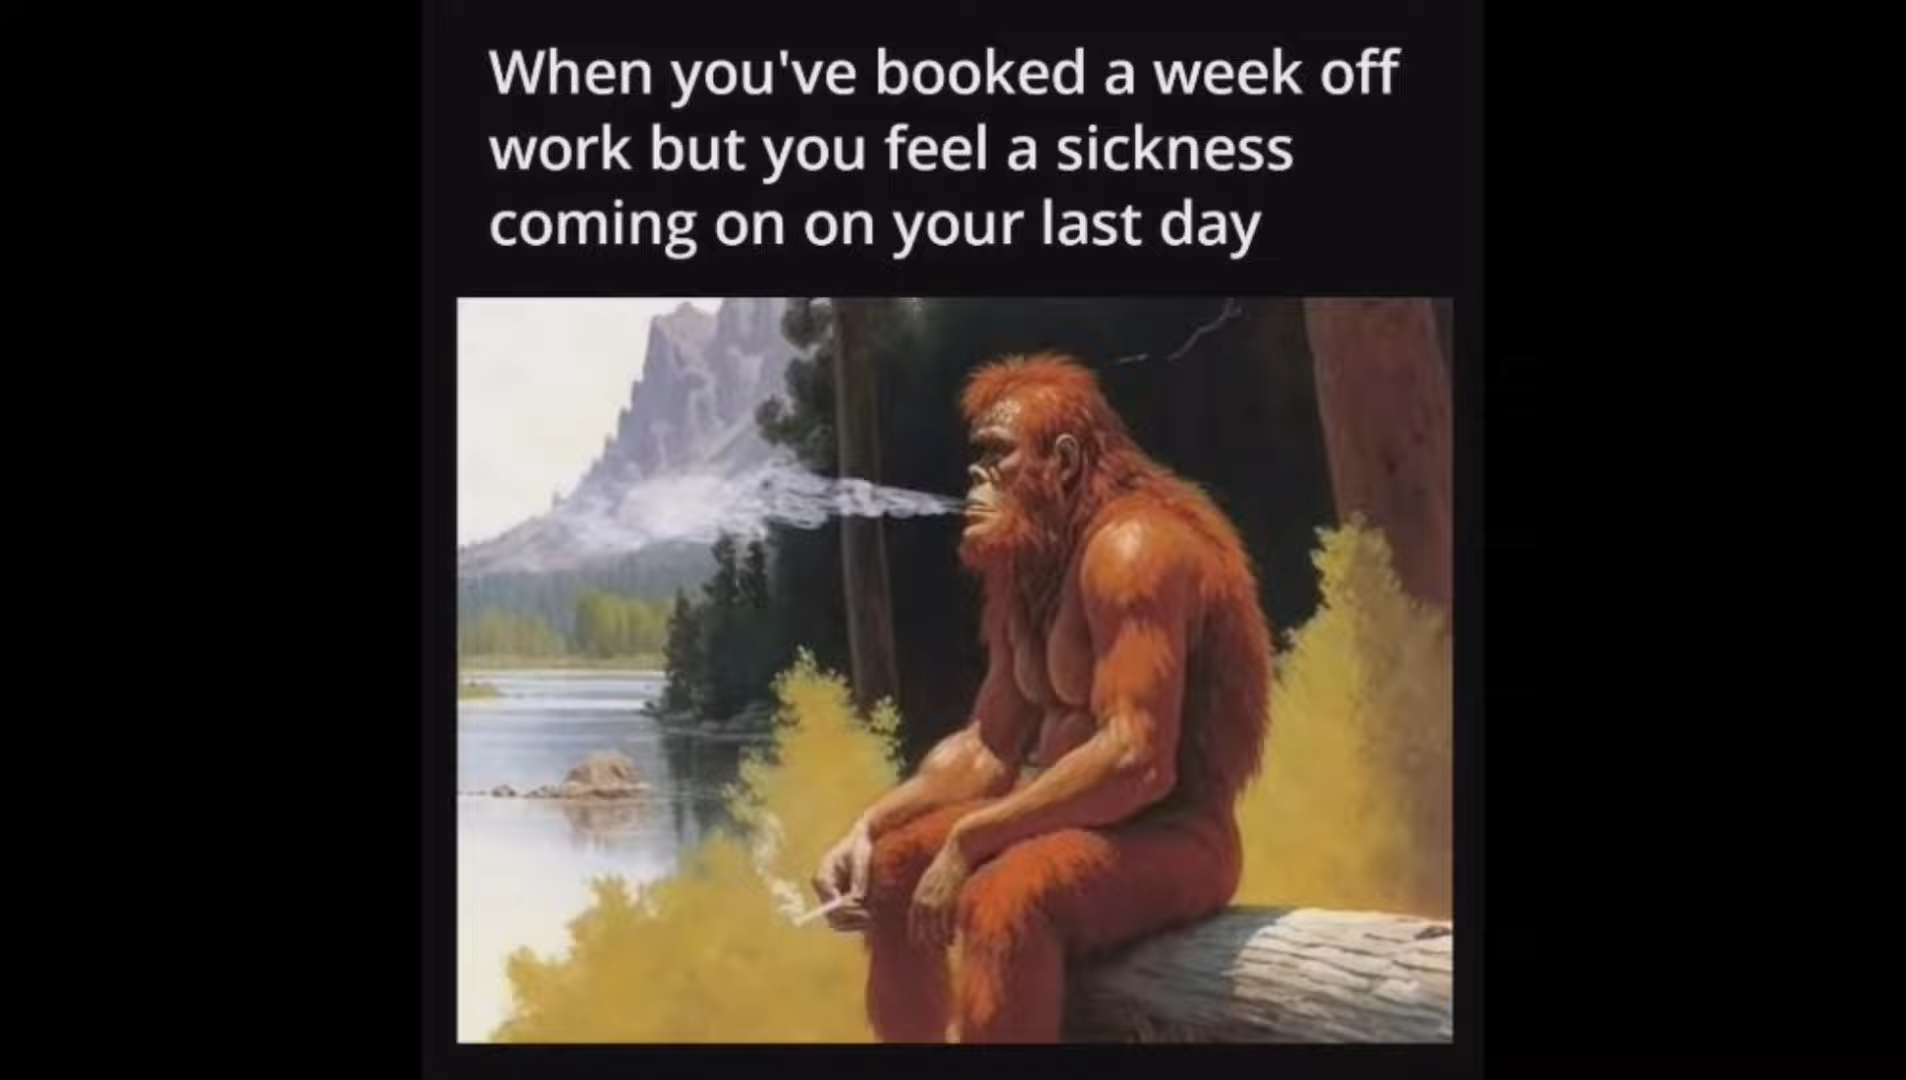 When you've booked a week off
work but you feel a sickness
coming on on your last day